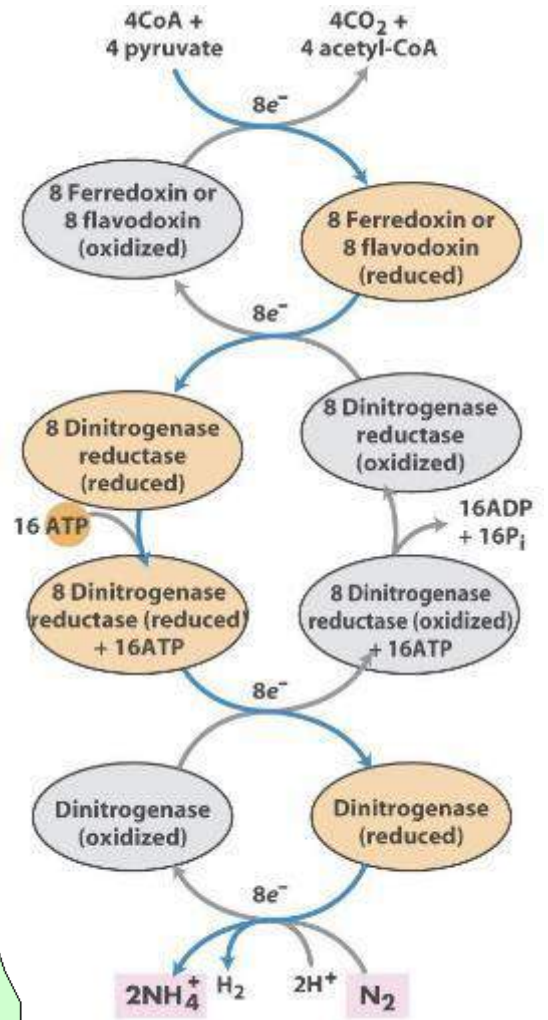 4CoA +
4 pyruvate
4CO₂ +
4 acetyl-CoA
8e⁻
8 Ferredoxin or
8 flavodoxin
(oxidized)
8 Ferredoxin or
8 flavodoxin
(reduced)
8e⁻
8 Dinitrogenase
reductase
(reduced)
8 Dinitrogenase
reductase
(oxidized)
16 ATP
16ADP
+ 16Pᵢ
8 Dinitrogenase
reductase (reduced)
+ 16ATP
8 Dinitrogenase
reductase (oxidized)
+ 16ATP
8e⁻
Dinitrogenase
(oxidized)
Dinitrogenase
(reduced)
8e⁻
2NH₄⁺
H₂
2H⁺
N₂